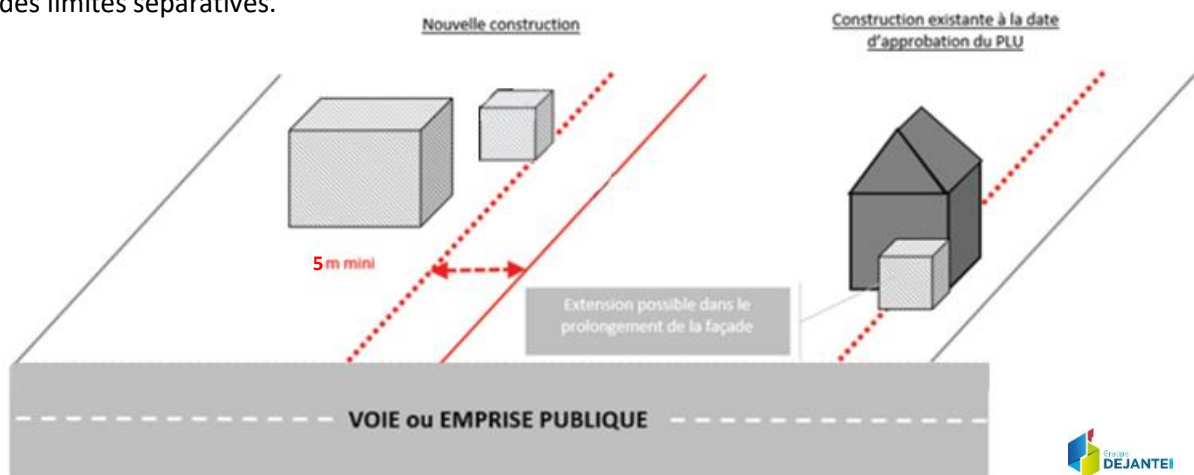 des limites séparatives.
Nouvelle construction
Construction existante à la date
d'approbation du PLU
5 m mini
Extension possible dans le
prolongement de la façade
VOIE ou EMPRISE PUBLIQUE
Groupe
DEJANTE